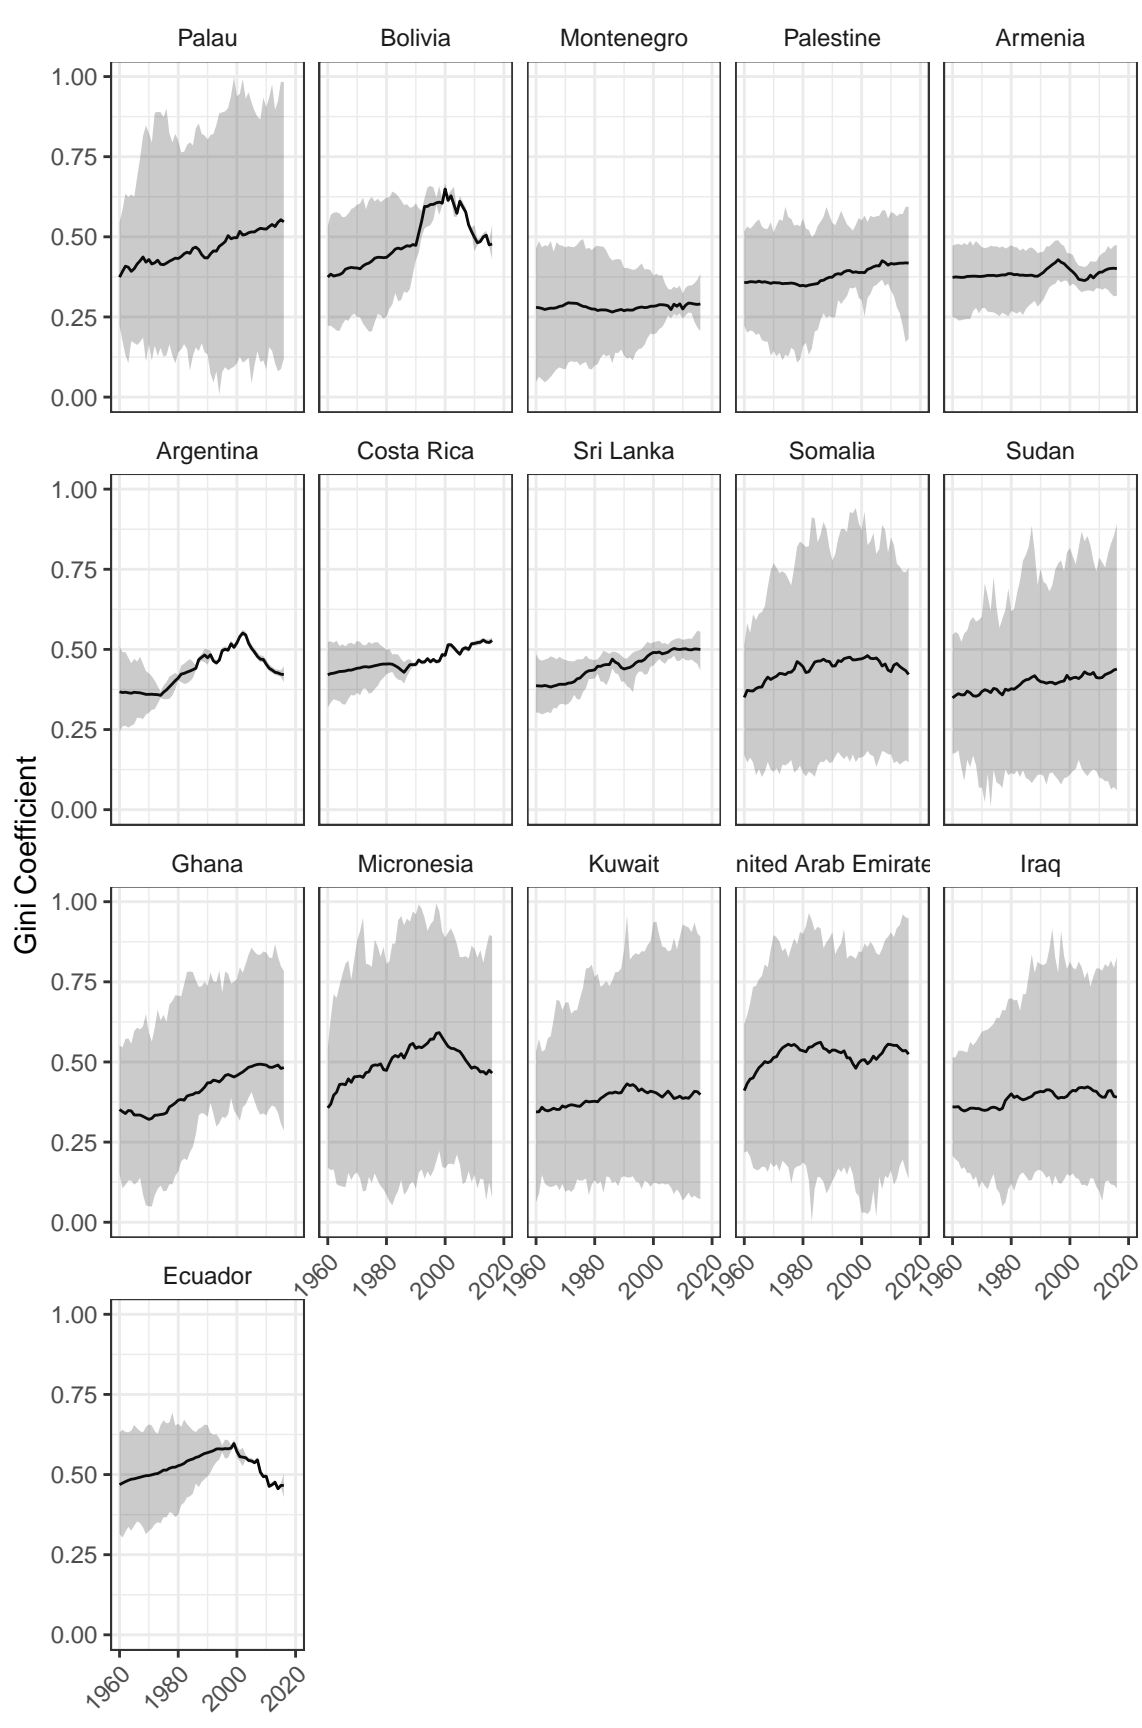 Palau Bolivia Montenegro Palestine Armenia
1.00
0.75
0.50
0.25
0.00
Argentina Costa Rica Sri Lanka Somalia Sudan
1.00
0.75
0.50
0.25
0.00
Gini Coefficient
Ghana Micronesia Kuwait nited Arab Emirate Iraq
1.00
0.75
0.50
0.25
0.00
1960 1980 2000 2020 1960 1980 2000 2020 1960 1980 2000 2020 1960 1980 2000 2020
Ecuador
1.00
0.75
0.50
0.25
0.00
1960 1980 2000 2020